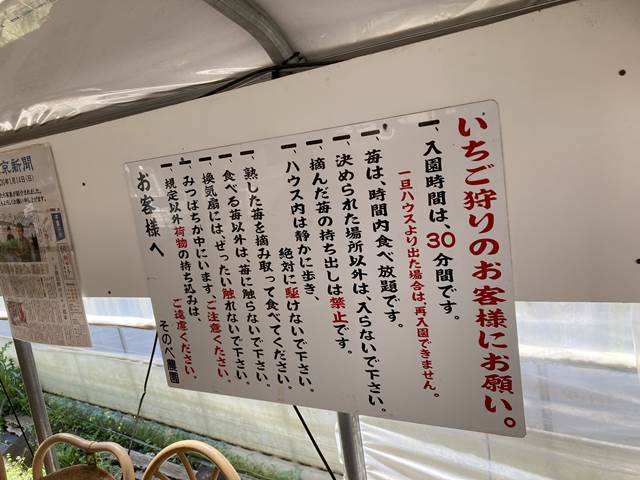 いちご狩りのお客様にお願い。
一、入園時間は、30分間です。
一旦ハウスより出た場合は、再入園できません。
一、苺は、時間内食べ放題です。
一、決められた場所以外は、入らないで下さい。
一、摘んだ苺の持ち出しは禁止です。
一、ハウス内は静かに歩き、
絶対に駆けないで下さい。
一、熟した苺を摘み取って食べてください。
一、食べる苺以外は、苺に触らないで下さい。
一、換気扇には、ぜったい触れないで下さい。
一、みつばちが中にいます、ご注意ください。
一、規定以外荷物の持ち込みは、
ご遠慮ください。
お客様へ
そのべ農園
京新聞